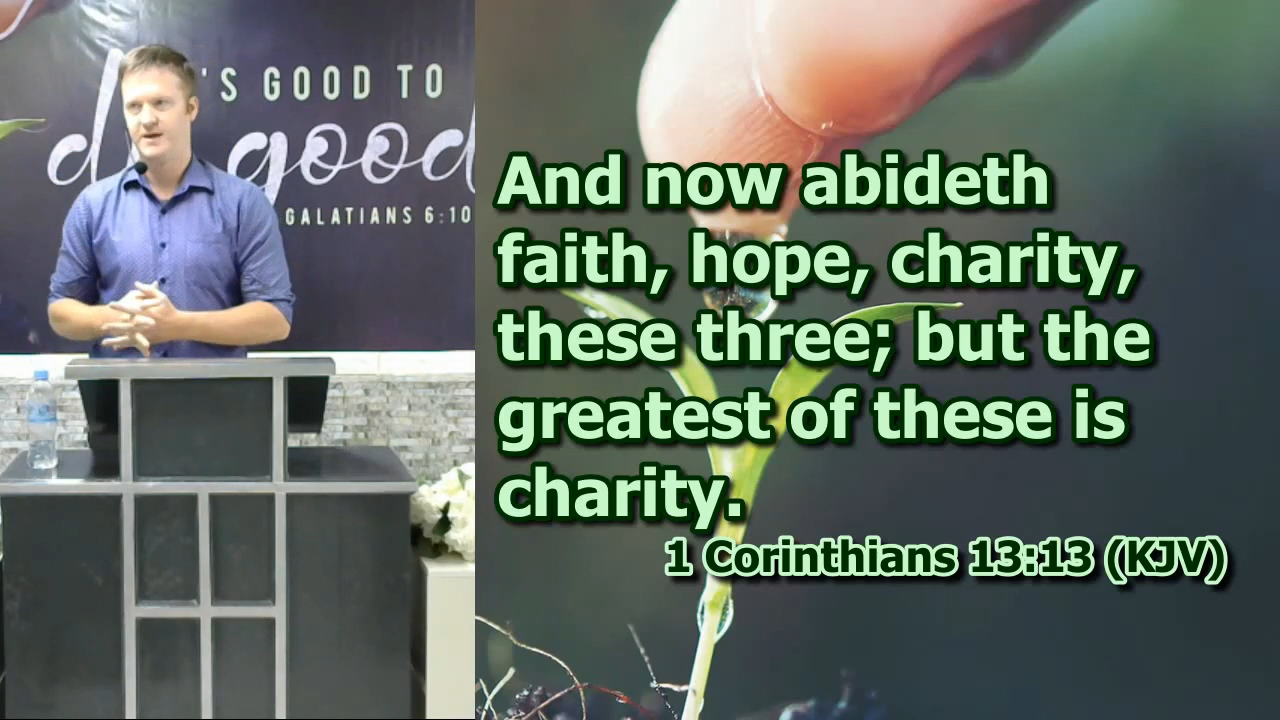 'S GOOD TO
do good
GALATIANS 6:10
And now abideth
faith, hope, charity,
these three; but the
greatest of these is
charity.
1 Corinthians 13:13 (KJV)